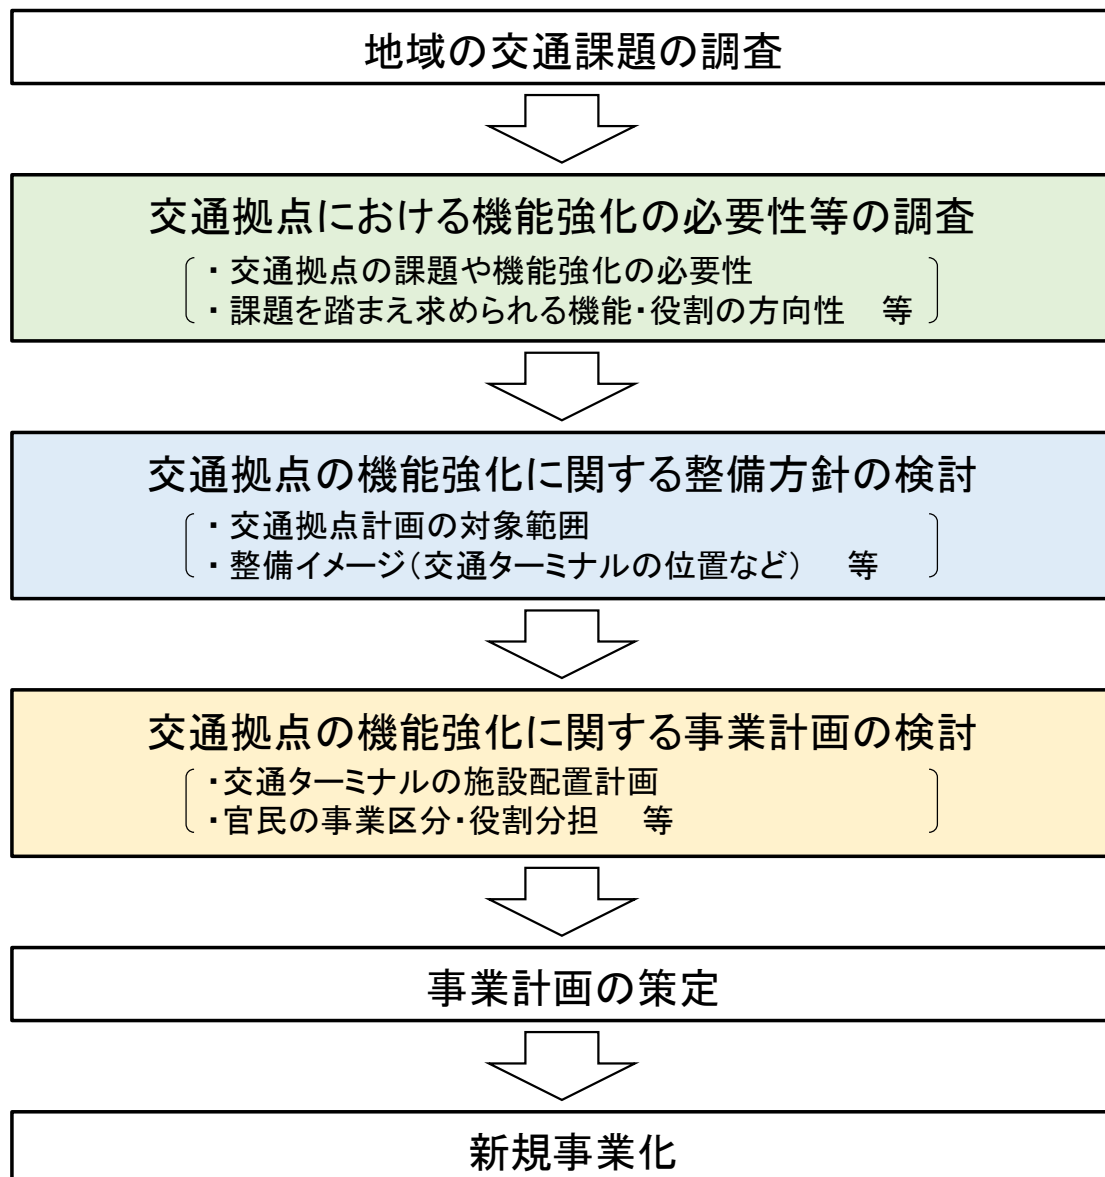 地域の交通課題の調査
交通拠点における機能強化の必要性等の調査
・交通拠点の課題や機能強化の必要性
・課題を踏まえ求められる機能・役割の方向性　等
交通拠点の機能強化に関する整備方針の検討
・交通拠点計画の対象範囲
・整備イメージ(交通ターミナルの位置など)　等
交通拠点の機能強化に関する事業計画の検討
・交通ターミナルの施設配置計画
・官民の事業区分・役割分担　等
事業計画の策定
新規事業化